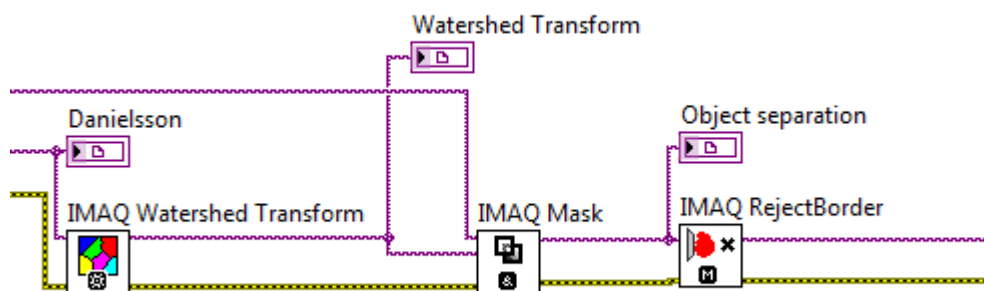 Watershed Transform
Danielsson
Object separation
IMAQ Watershed Transform
IMAQ Mask
IMAQ RejectBorder
&
M